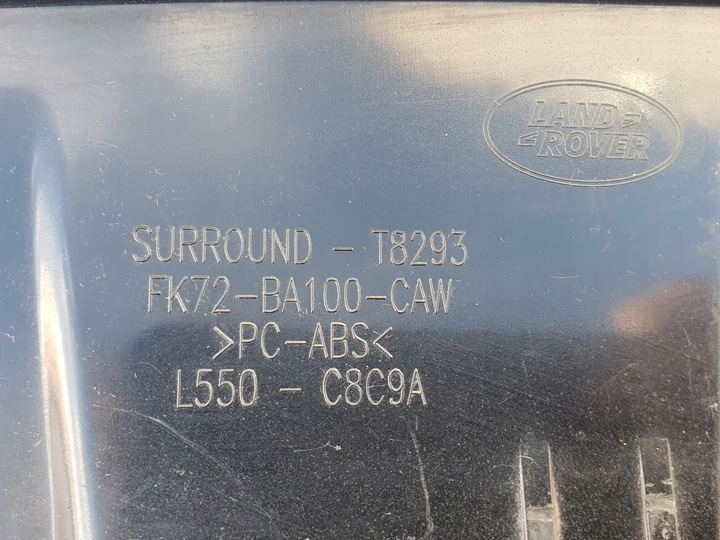 LAND
ROVER
SURROUND - T8293
FK72-BA100-CAW
>PC-ABS<
L550 - C8C9A